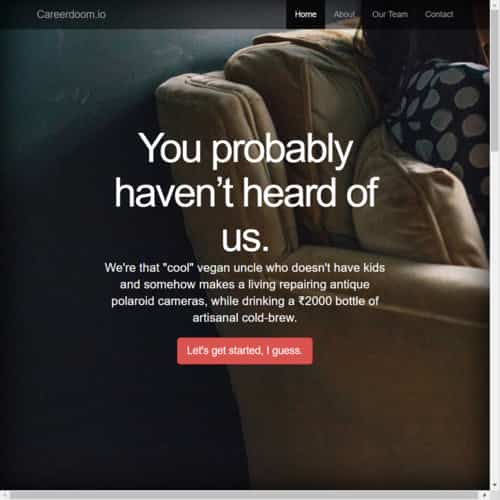 Careerdoom.io
Home About Our Team Contact
You probably
haven’t heard of
us.
We're that "cool" vegan uncle who doesn't have kids
and somehow makes a living repairing antique
polaroid cameras, while drinking a ₹2000 bottle of
artisanal cold-brew.
Let's get started, I guess.